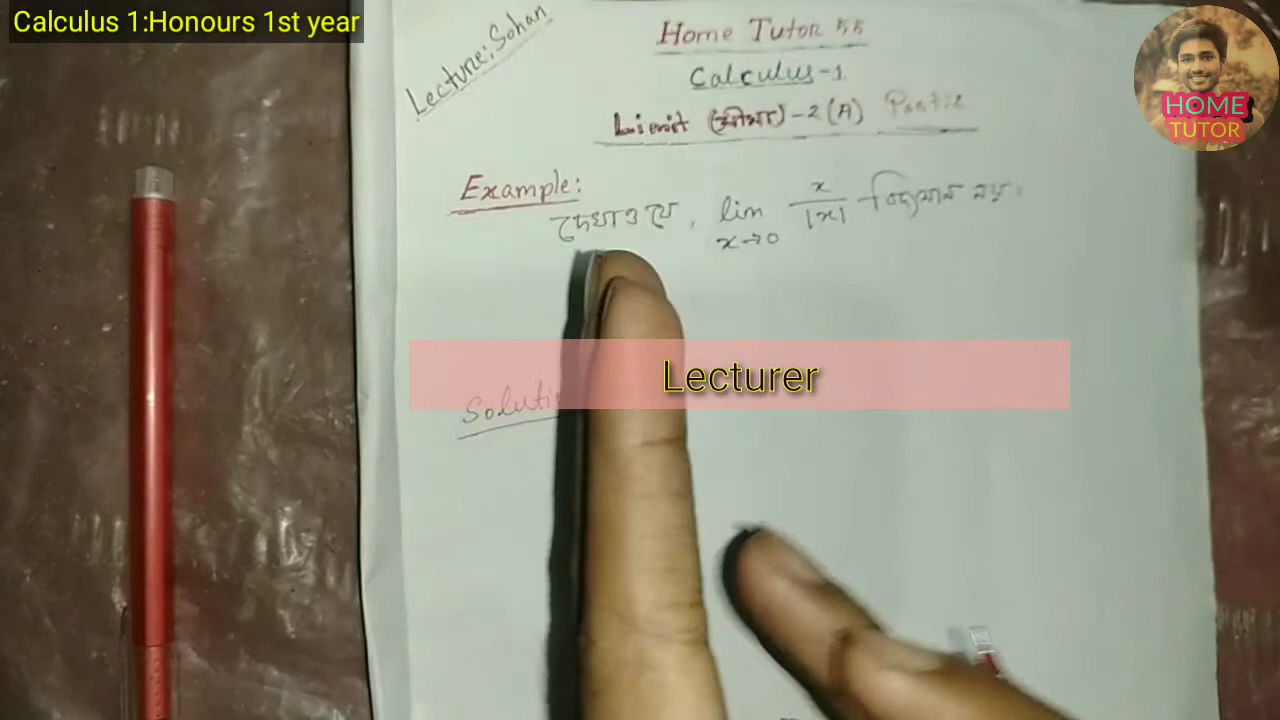 Calculus 1:Honours 1st year
Lecture: Sohan
Home Tutor 55
Calculus-1
Limit (সীমা)-2 (A)
HOME
TUTOR
Example:
দেখাও যে, lim x→0 x/|x| বিদ্যমান নয়।
Lecturer
Solutio